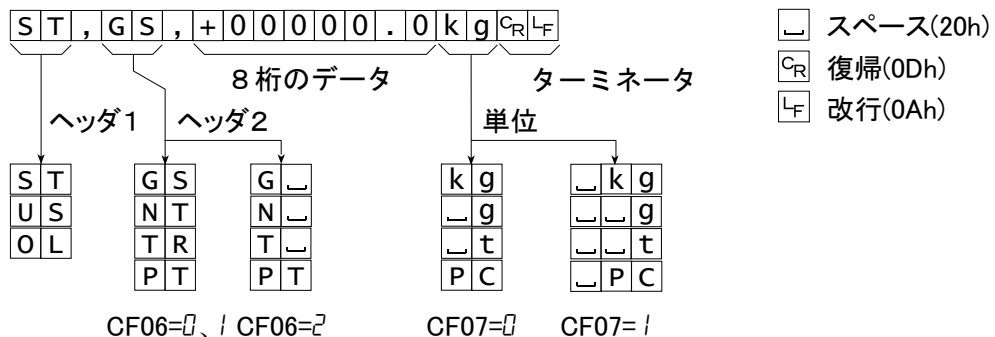 ST,GS,+00000.0kgCRLF
␣ スペース(20h)
CR 復帰(0Dh)
LF 改行(0Ah)
8桁のデータ ターミネータ
ヘッダ1 ヘッダ2 単位
ST GS G␣ kg ␣kg
US NT N␣ ␣g ␣␣g
OL TR T␣ ␣t ␣␣t
PT PT PC ␣PC
CF06=0、1 CF06=2 CF07=0 CF07=1